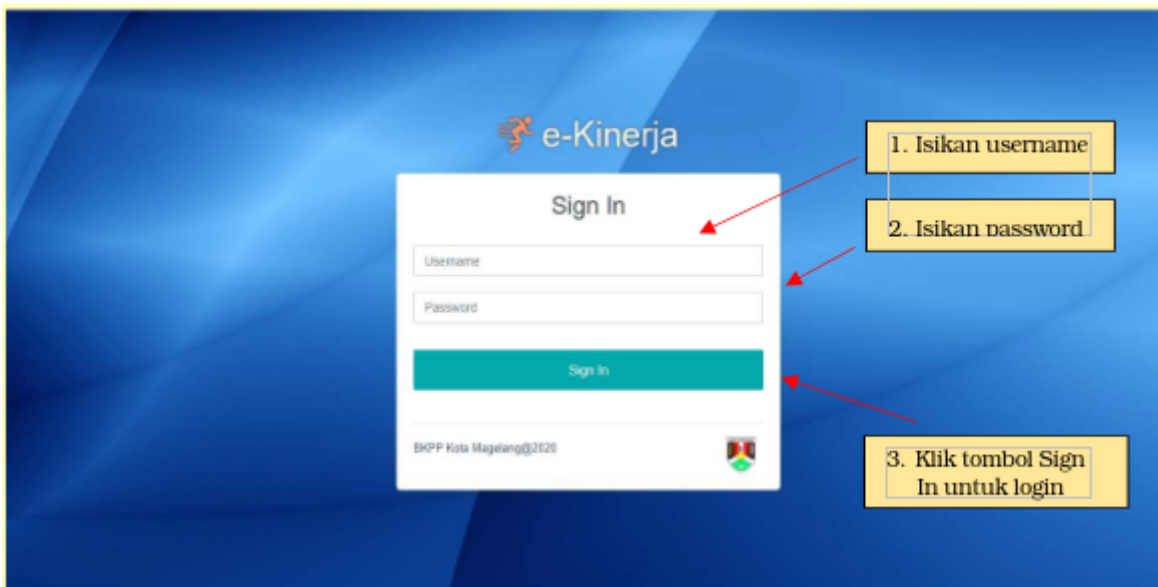 e-Kinerja
Sign In
Username
Password
Sign In
BKPP Kota Magelang@2020
1. Isikan username
2. Isikan password
3. Klik tombol Sign
In untuk login